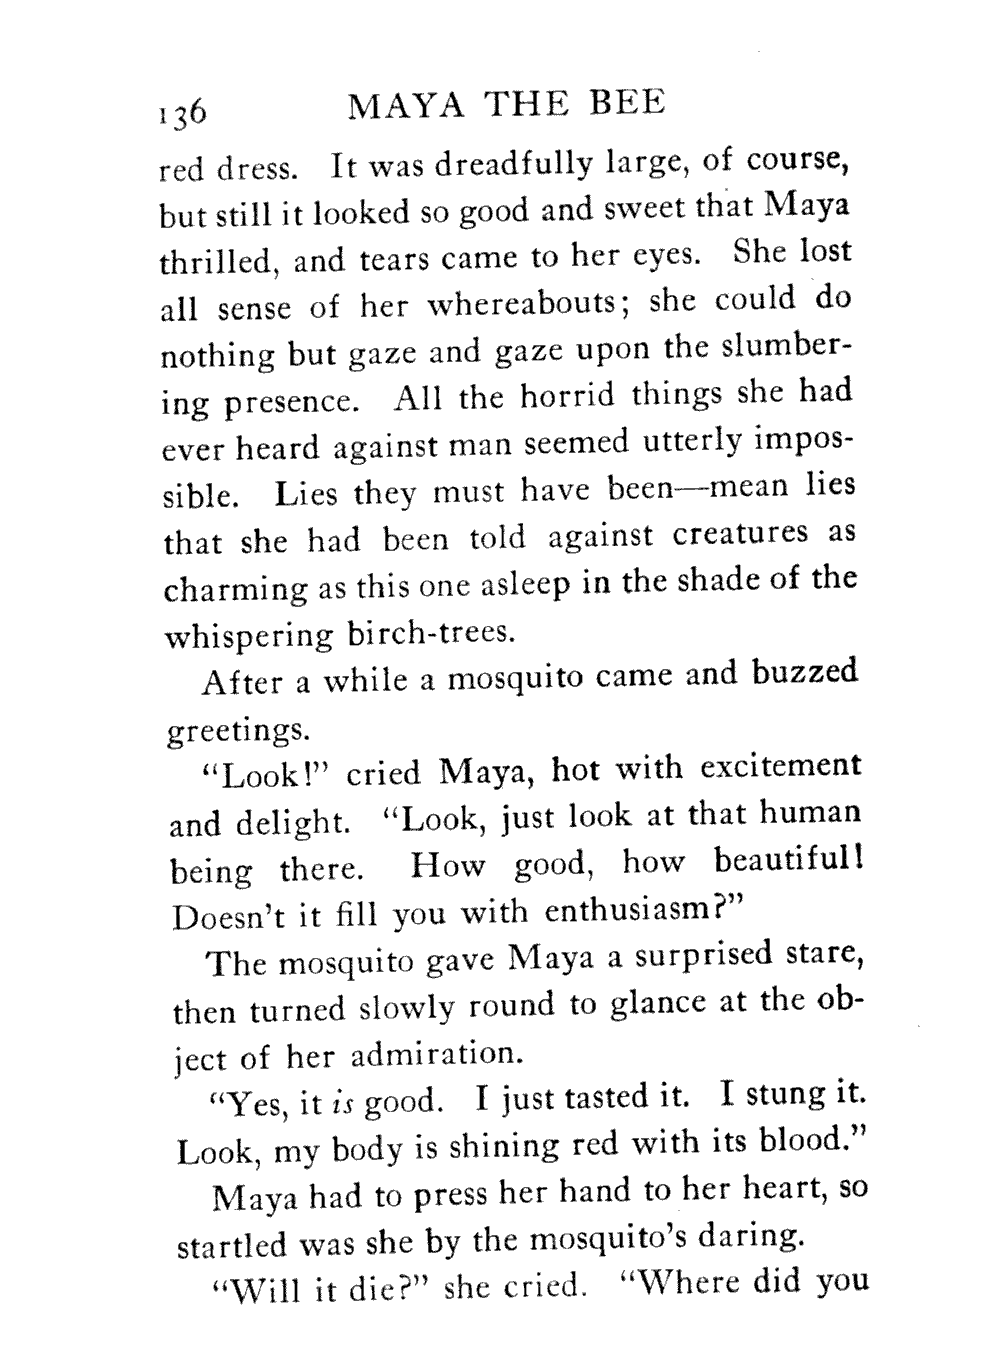 136 MAYA THE BEE
red dress. It was dreadfully large, of course,
but still it looked so good and sweet that Maya
thrilled, and tears came to her eyes. She lost
all sense of her whereabouts; she could do
nothing but gaze and gaze upon the slumber-
ing presence. All the horrid things she had
ever heard against man seemed utterly impos-
sible. Lies they must have been—mean lies
that she had been told against creatures as
charming as this one asleep in the shade of the
whispering birch-trees.
After a while a mosquito came and buzzed
greetings.
“Look!” cried Maya, hot with excitement
and delight. “Look, just look at that human
being there. How good, how beautiful!
Doesn’t it fill you with enthusiasm?”
The mosquito gave Maya a surprised stare,
then turned slowly round to glance at the ob-
ject of her admiration.
“Yes, it is good. I just tasted it. I stung it.
Look, my body is shining red with its blood.”
Maya had to press her hand to her heart, so
startled was she by the mosquito’s daring.
“Will it die?” she cried. “Where did you